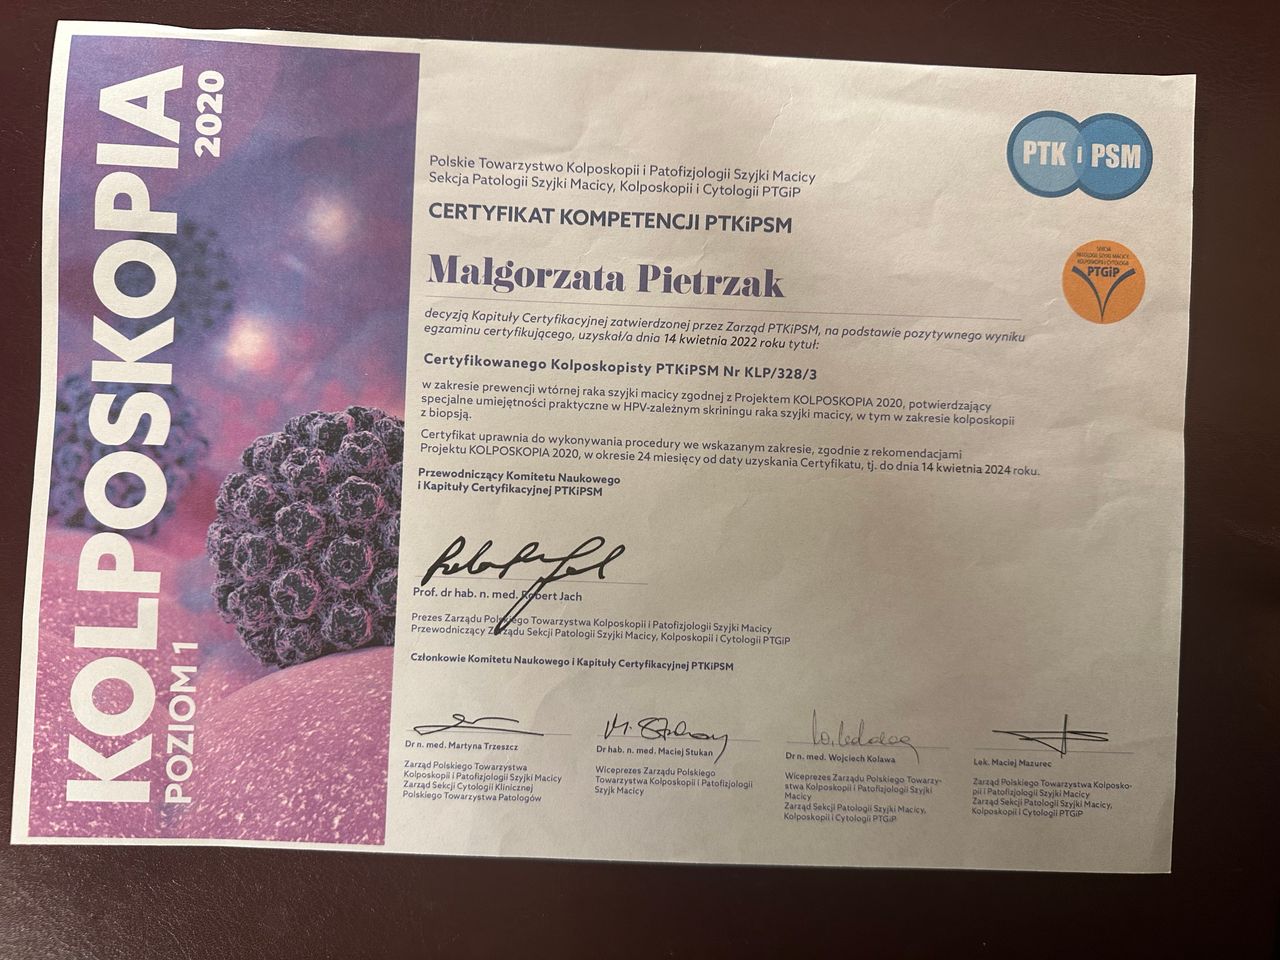 KOLPOSKOPIA
2020
POZIOM 1
PTK i PSM
SEKCJA
PATOLOGII SZYJKI MACICY
KOLPOSKOPII I CYTOLOGII
PTGiP
Polskie Towarzystwo Kolposkopii i Patofizjologii Szyjki Macicy
Sekcja Patologii Szyjki Macicy, Kolposkopii i Cytologii PTGiP
CERTYFIKAT KOMPETENCJI PTKiPSM
Małgorzata Pietrzak
decyzją Kapituły Certyfikacyjnej zatwierdzonej przez Zarząd PTKiPSM, na podstawie pozytywnego wyniku
egzaminu certyfikującego, uzyskał/a dnia 14 kwietnia 2022 roku tytuł:
Certyfikowanego Kolposkopisty PTKiPSM Nr KLP/328/3
w zakresie prewencji wtórnej raka szyjki macicy zgodnej z Projektem KOLPOSKOPIA 2020, potwierdzający
specjalne umiejętności praktyczne w HPV-zależnym skriningu raka szyjki macicy, w tym w zakresie kolposkopii
z biopsją.
Certyfikat uprawnia do wykonywania procedury we wskazanym zakresie, zgodnie z rekomendacjami
Projektu KOLPOSKOPIA 2020, w okresie 24 miesięcy od daty uzyskania Certyfikatu, tj. do dnia 14 kwietnia 2024 roku.
Przewodniczący Komitetu Naukowego
i Kapituły Certyfikacyjnej PTKiPSM
Prof. dr hab. n. med. Robert Jach
Prezes Zarządu Polskiego Towarzystwa Kolposkopii i Patofizjologii Szyjki Macicy
Przewodniczący Zarządu Sekcji Patologii Szyjki Macicy, Kolposkopii i Cytologii PTGiP
Członkowie Komitetu Naukowego i Kapituły Certyfikacyjnej PTKiPSM
Dr n. med. Martyna Trzeszcz
Zarząd Polskiego Towarzystwa
Kolposkopii i Patofizjologii Szyjki Macicy
Zarząd Sekcji Cytologii Klinicznej
Polskiego Towarzystwa Patologów
Dr hab. n. med. Maciej Stukan
Wiceprezes Zarządu Polskiego
Towarzystwa Kolposkopii i Patofizjologii
Szyjk Macicy
Dr n. med. Wojciech Kolawa
Wiceprezes Zarządu Polskiego Towarzy-
stwa Kolposkopii i Patofizjologii Szyjki
Macicy
Zarząd Sekcji Patologii Szyjki Macicy,
Kolposkopii i Cytologii PTGiP
Lek. Maciej Mazurec
Zarząd Polskiego Towarzystwa Kolposko-
pii i Patofizjologii Szyjki Macicy
Zarząd Sekcji Patologii Szyjki Macicy,
Kolposkopii i Cytologii PTGiP